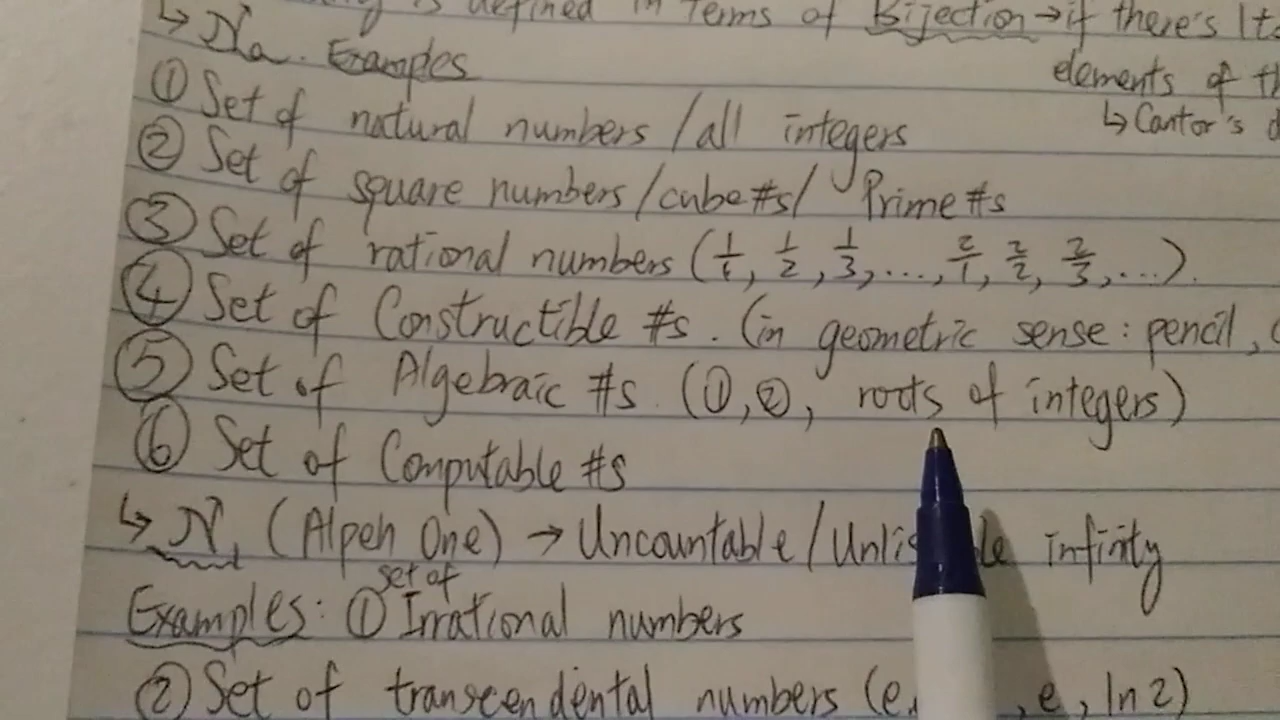 is defined in terms of Bijection → if there's 1t
↳ ℵo. Examples
elements of th
① Set of natural numbers / all integers
↳ Cantor's d
② Set of square numbers / cube #s / Prime #s
③ Set of rational numbers (1/1, 1/2, 1/3, ..., 2/1, 2/2, 2/3, ...).
④ Set of Constructible #s. (in geometric sense: pencil,
⑤ Set of Algebraic #s. (①, ②, roots of integers)
⑥ Set of Computable #s
↳ ℵ1 (Alpeh One) → Uncountable / infinity
Examples: ① set of Irrational numbers
② Set of transcendental numbers (e, , e, ln 2)